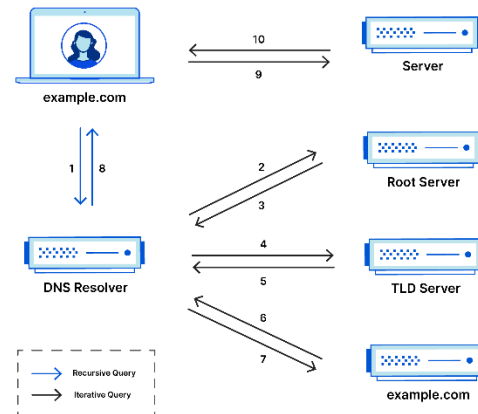 10
9
example.com
Server
1
8
2
3
Root Server
4
5
DNS Resolver
TLD Server
6
7
Recursive Query
Iterative Query
example.com